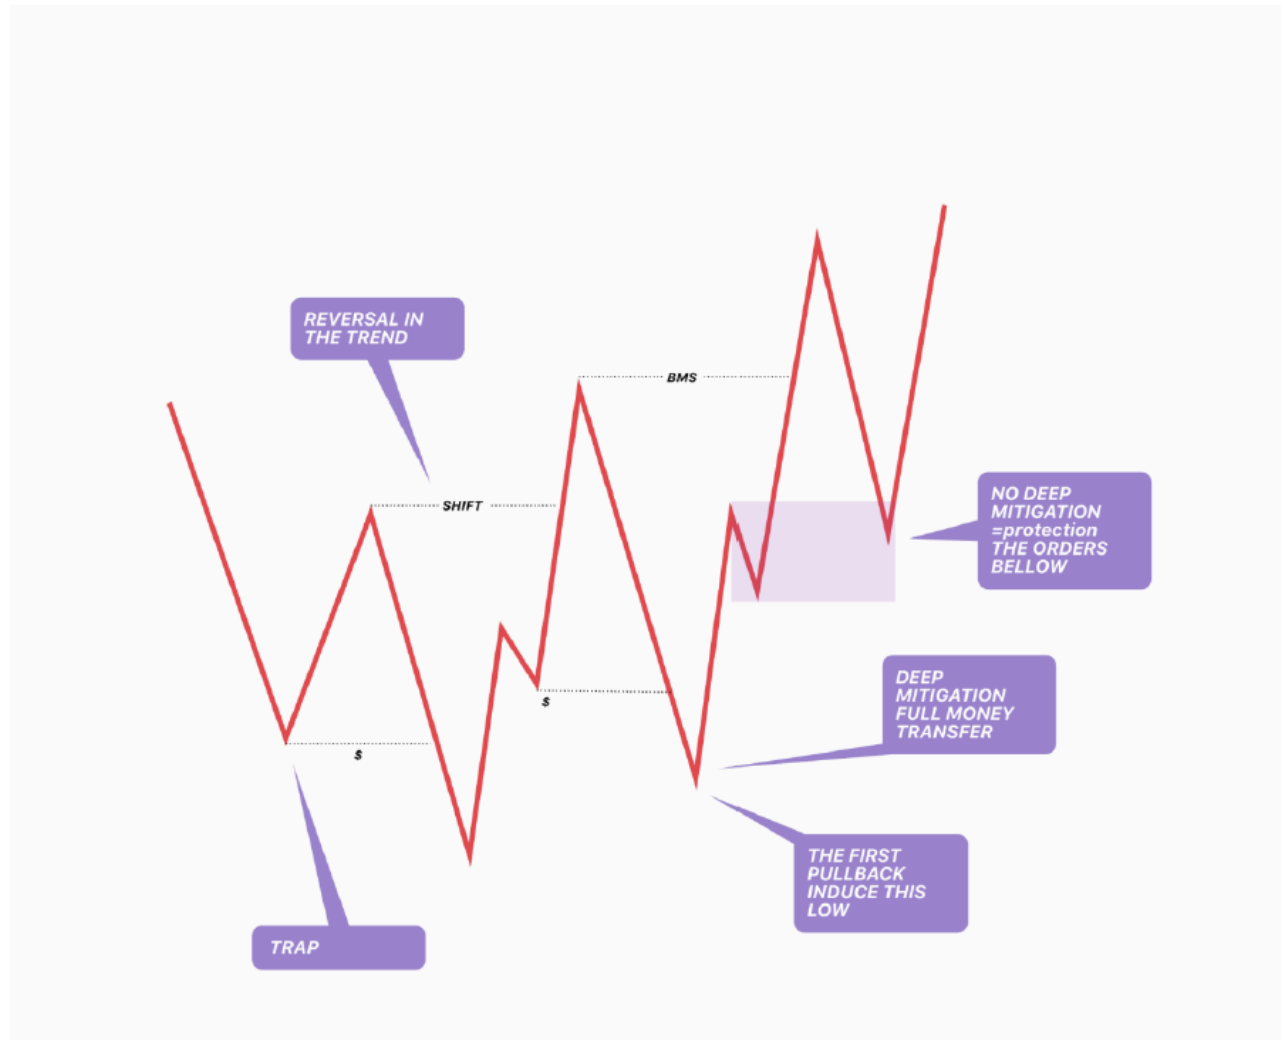 REVERSAL IN
THE TREND
BMS
SHIFT
NO DEEP
MITIGATION
=protection
THE ORDERS
BELLOW
$
DEEP
MITIGATION
FULL MONEY
TRANSFER
$
THE FIRST
PULLBACK
INDUCE THIS
LOW
TRAP